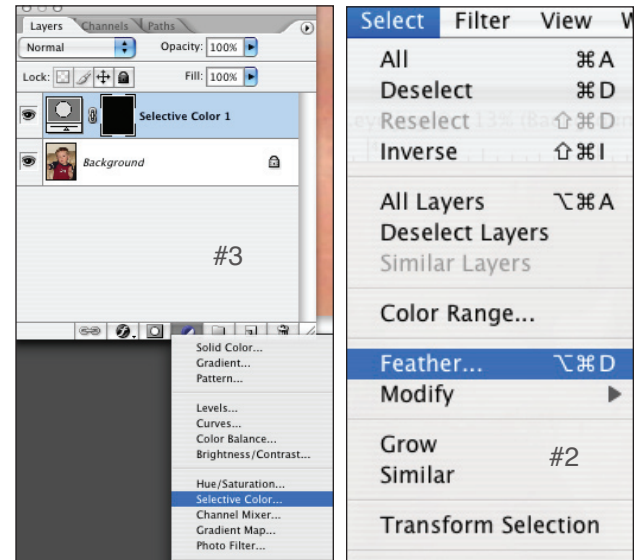 Layers Channels Paths
Normal Opacity: 100%
Lock: Fill: 100%
Selective Color 1
Background
#3
Solid Color...
Gradient...
Pattern...
Levels...
Curves...
Color Balance...
Brightness/Contrast...
Hue/Saturation...
Selective Color...
Channel Mixer...
Gradient Map...
Photo Filter...
Select Filter View
All ⌘A
Deselect ⌘D
Reselect ⇧⌘D
Inverse ⇧⌘I
All Layers ⌥⌘A
Deselect Layers
Similar Layers
Color Range...
Feather... ⌥⌘D
Modify
Grow
#2
Similar
Transform Selection